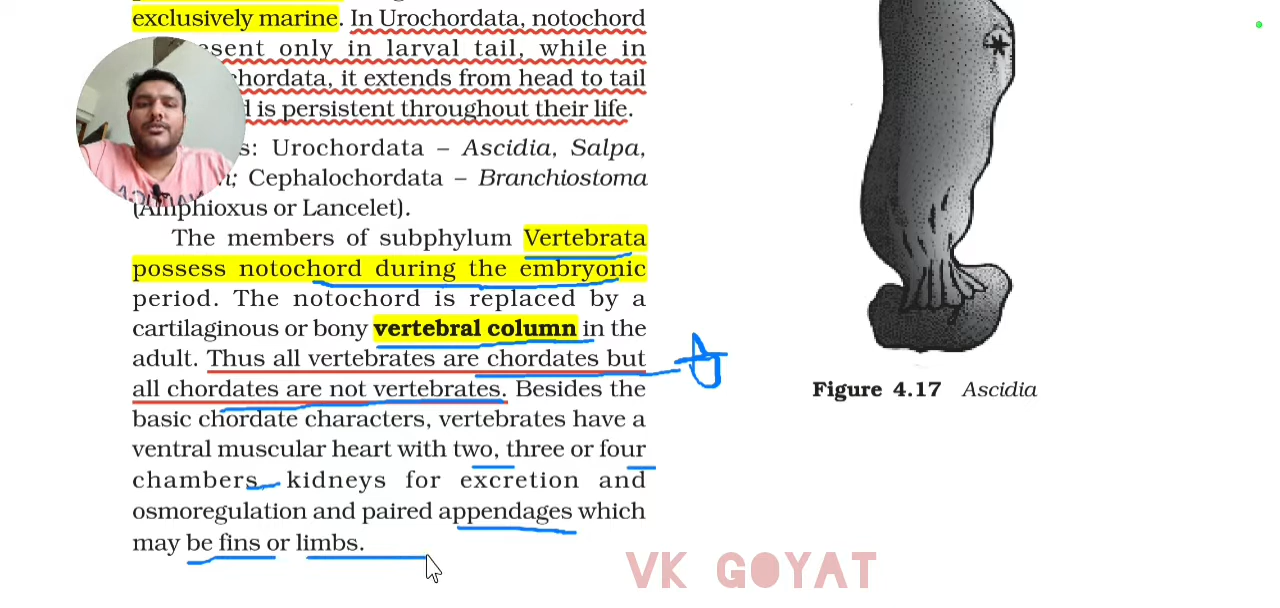 exclusively marine. In Urochordata, notochord
esent only in larval tail, while in
hordata, it extends from head to tail
is persistent throughout their life.
s: Urochordata – Ascidia, Salpa,
Cephalochordata – Branchiostoma
(Amphioxus or Lancelet).
The members of subphylum Vertebrata
possess notochord during the embryonic
period. The notochord is replaced by a
cartilaginous or bony vertebral column in the
adult. Thus all vertebrates are chordates but
all chordates are not vertebrates. Besides the
basic chordate characters, vertebrates have a
ventral muscular heart with two, three or four
chambers, kidneys for excretion and
osmoregulation and paired appendages which
may be fins or limbs.
Figure 4.17 Ascidia
VK GOYAT